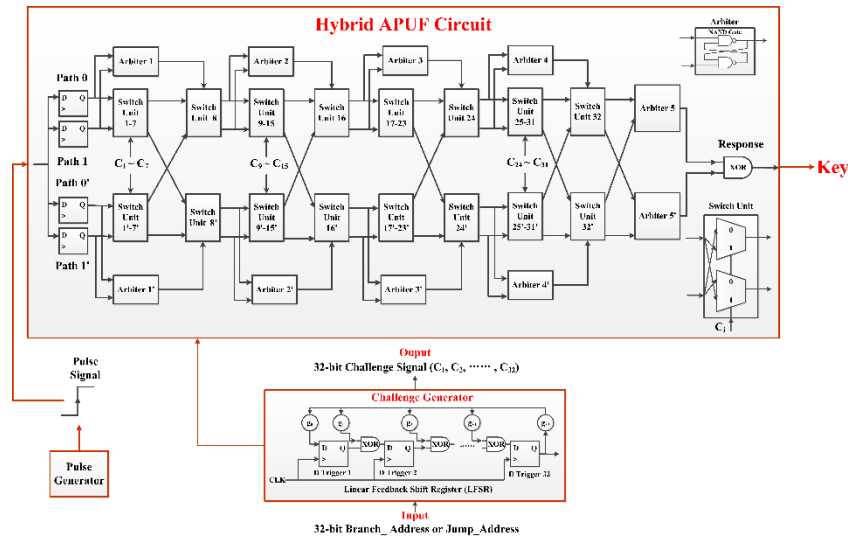 Hybrid APUF Circuit
Arbiter
NAND Gate
Path 0
Path 1
Path 0'
Path 1'
D Q
>
D Q
>
D Q
>
D Q
>
Arbiter 1
Arbiter 2
Arbiter 3
Arbiter 4
Switch Unit 1-7
Switch Unit 8
Switch Unit 9-15
Switch Unit 16
Switch Unit 17-23
Switch Unit 24
Switch Unit 25-31
Switch Unit 32
Arbiter 5
C1 ~ C7
C9 ~ C15
C24 ~ C31
Response
XOR
Key
Switch Unit 1'-7'
Switch Unit 8'
Switch Unit 9'-15'
Switch Unit 16'
Switch Unit 17'-23'
Switch Unit 24'
Switch Unit 25'-31'
Switch Unit 32'
Arbiter 5'
Arbiter 1'
Arbiter 2'
Arbiter 3'
Arbiter 4'
Switch Unit
0
1
0
1
Ci
Pulse Signal
Pulse Generator
Ouput
32-bit Challenge Signal (C1, C2, ······ , C32)
Challenge Generator
D Q
>
XOR
D Q
>
XOR
······
XOR
D Q
>
D Trigger 1
D Trigger 2
D Trigger 32
CLK
Linear Feedback Shift Register (LFSR)
Input
32-bit Branch_ Address or Jump_Address